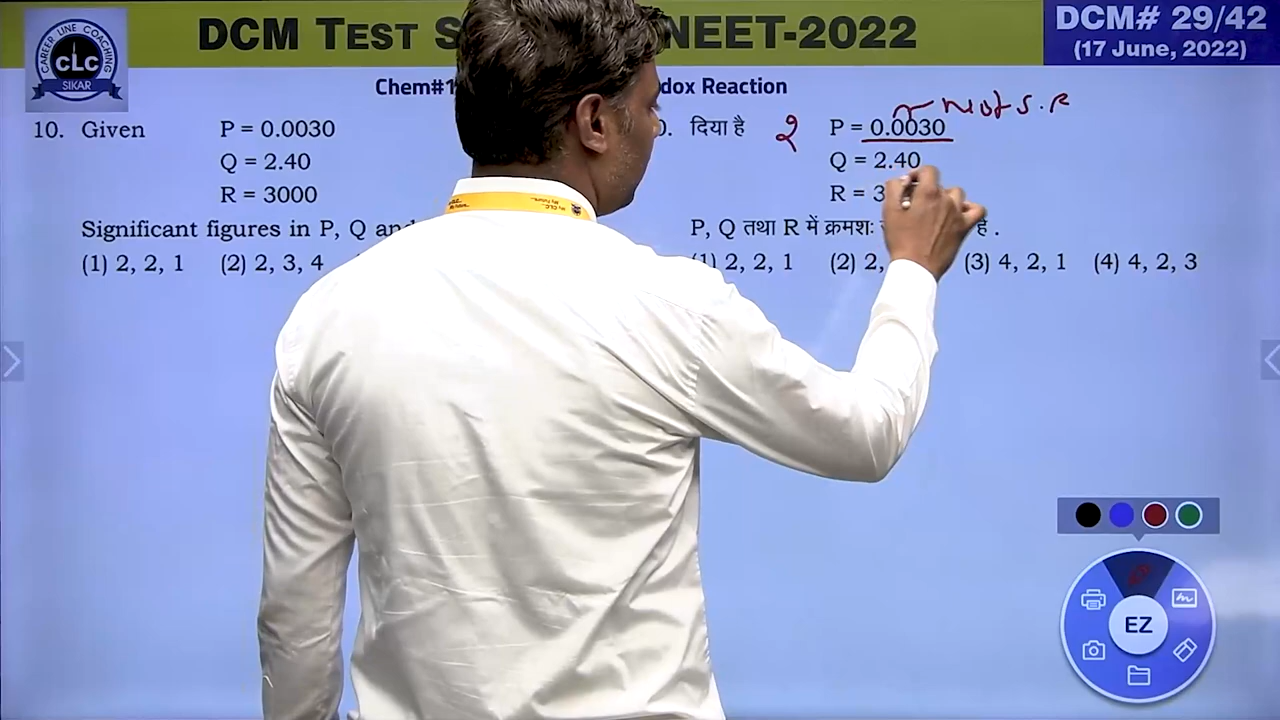 DCM TEST S NEET-2022
DCM# 29/42
(17 June, 2022)
CAREER LINE COACHING
CLC
SIKAR
Chem#1 dox Reaction
10. Given P = 0.0030
Q = 2.40
R = 3000
Significant figures in P, Q an
(1) 2, 2, 1 (2) 2, 3, 4
0. दिया है 2 P = 0.0030
Not S.F
Q = 2.40
R = 3
P, Q तथा R में क्रमशः है .
(1) 2, 2, 1 (2) 2, (3) 4, 2, 1 (4) 4, 2, 3
EZ